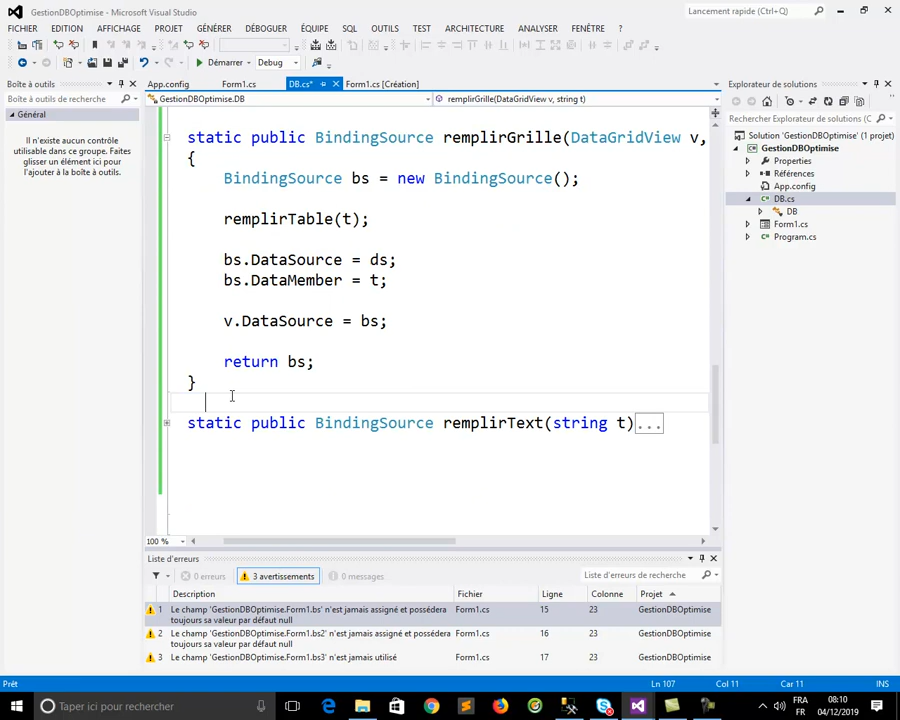 GestionDBOptimise - Microsoft Visual Studio
Lancement rapide (Ctrl+Q)
FICHIER EDITION AFFICHAGE PROJET GÉNÉRER DÉBOGUER ÉQUIPE SQL OUTILS TEST ARCHITECTURE ANALYSER FENÊTRE ?
Démarrer Debug
Boîte à outils App.config Form1.cs DB.cs* Form1.cs [Création] Explorateur de solutions
Boîte à outils de recherche GestionDBOptimise.DB remplirGrille(DataGridView v, string t)
Général
Il n'existe aucun contrôle
utilisable dans ce groupe. Faites
glisser un élément ici pour
l'ajouter à la boîte à outils.
static public BindingSource remplirGrille(DataGridView v,
{
BindingSource bs = new BindingSource();
remplirTable(t);
bs.DataSource = ds;
bs.DataMember = t;
v.DataSource = bs;
return bs;
}
static public BindingSource remplirText(string t)...
100 %
Rechercher Explorateur de solutions (Ctrl+
Solution 'GestionDBOptimise' (1 projet)
GestionDBOptimise
Properties
Références
App.config
DB.cs
DB
Form1.cs
Program.cs
Liste d'erreurs
0 erreurs 3 avertissements 0 messages Liste d'erreurs de recherche
Description Fichier Ligne Colonne Projet
1 Le champ 'GestionDBOptimise.Form1.bs' n'est jamais assigné et possédera Form1.cs 15 23 GestionDBOptimise
toujours sa valeur par défaut null
2 Le champ 'GestionDBOptimise.Form1.bs2' n'est jamais assigné et possédera Form1.cs 16 23 GestionDBOptimise
toujours sa valeur par défaut null
3 Le champ 'GestionDBOptimise.Form1.bs3' n'est jamais utilisé Form1.cs 17 23 GestionDBOptimise
Prêt Ln 107 Col 11 Car 11 INS
Taper ici pour rechercher
FRA
FR
08:10
04/12/2019